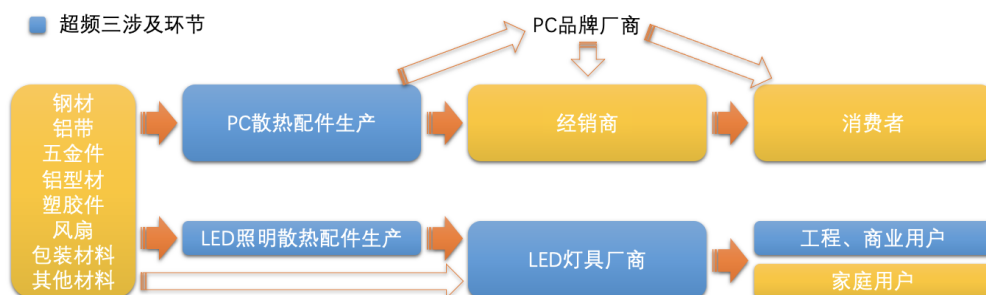 超频三涉及环节
PC品牌厂商
钢材
铝带
五金件
铝型材
塑胶件
风扇
包装材料
其他材料
PC散热配件生产
经销商
消费者
LED照明散热配件生产
LED灯具厂商
工程、商业用户
家庭用户